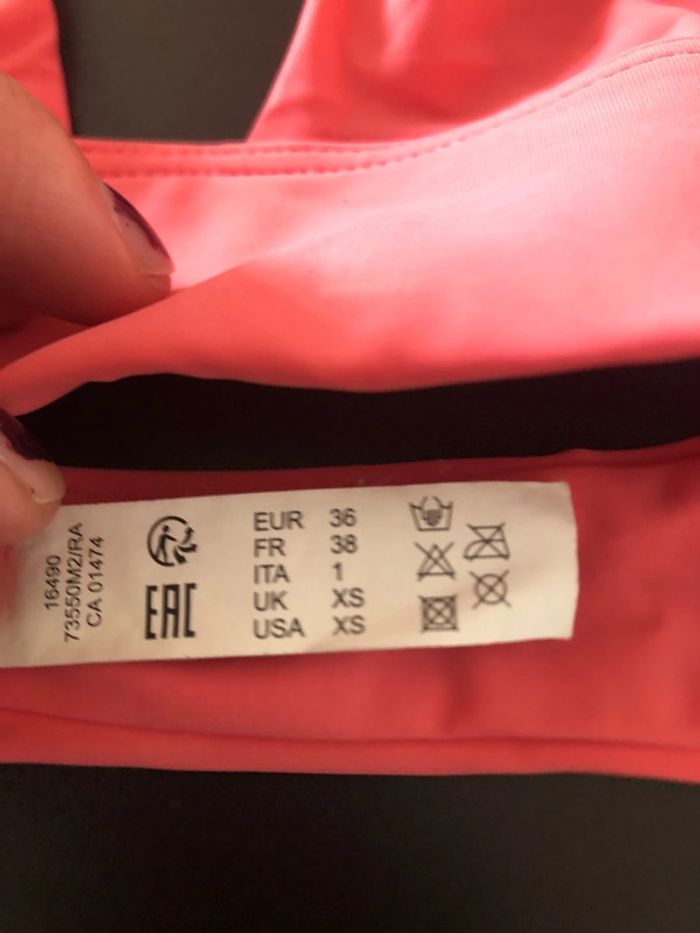 16490
73550M2/RA
CA 01474
EAC
EUR 36
FR 38
ITA 1
UK XS
USA XS